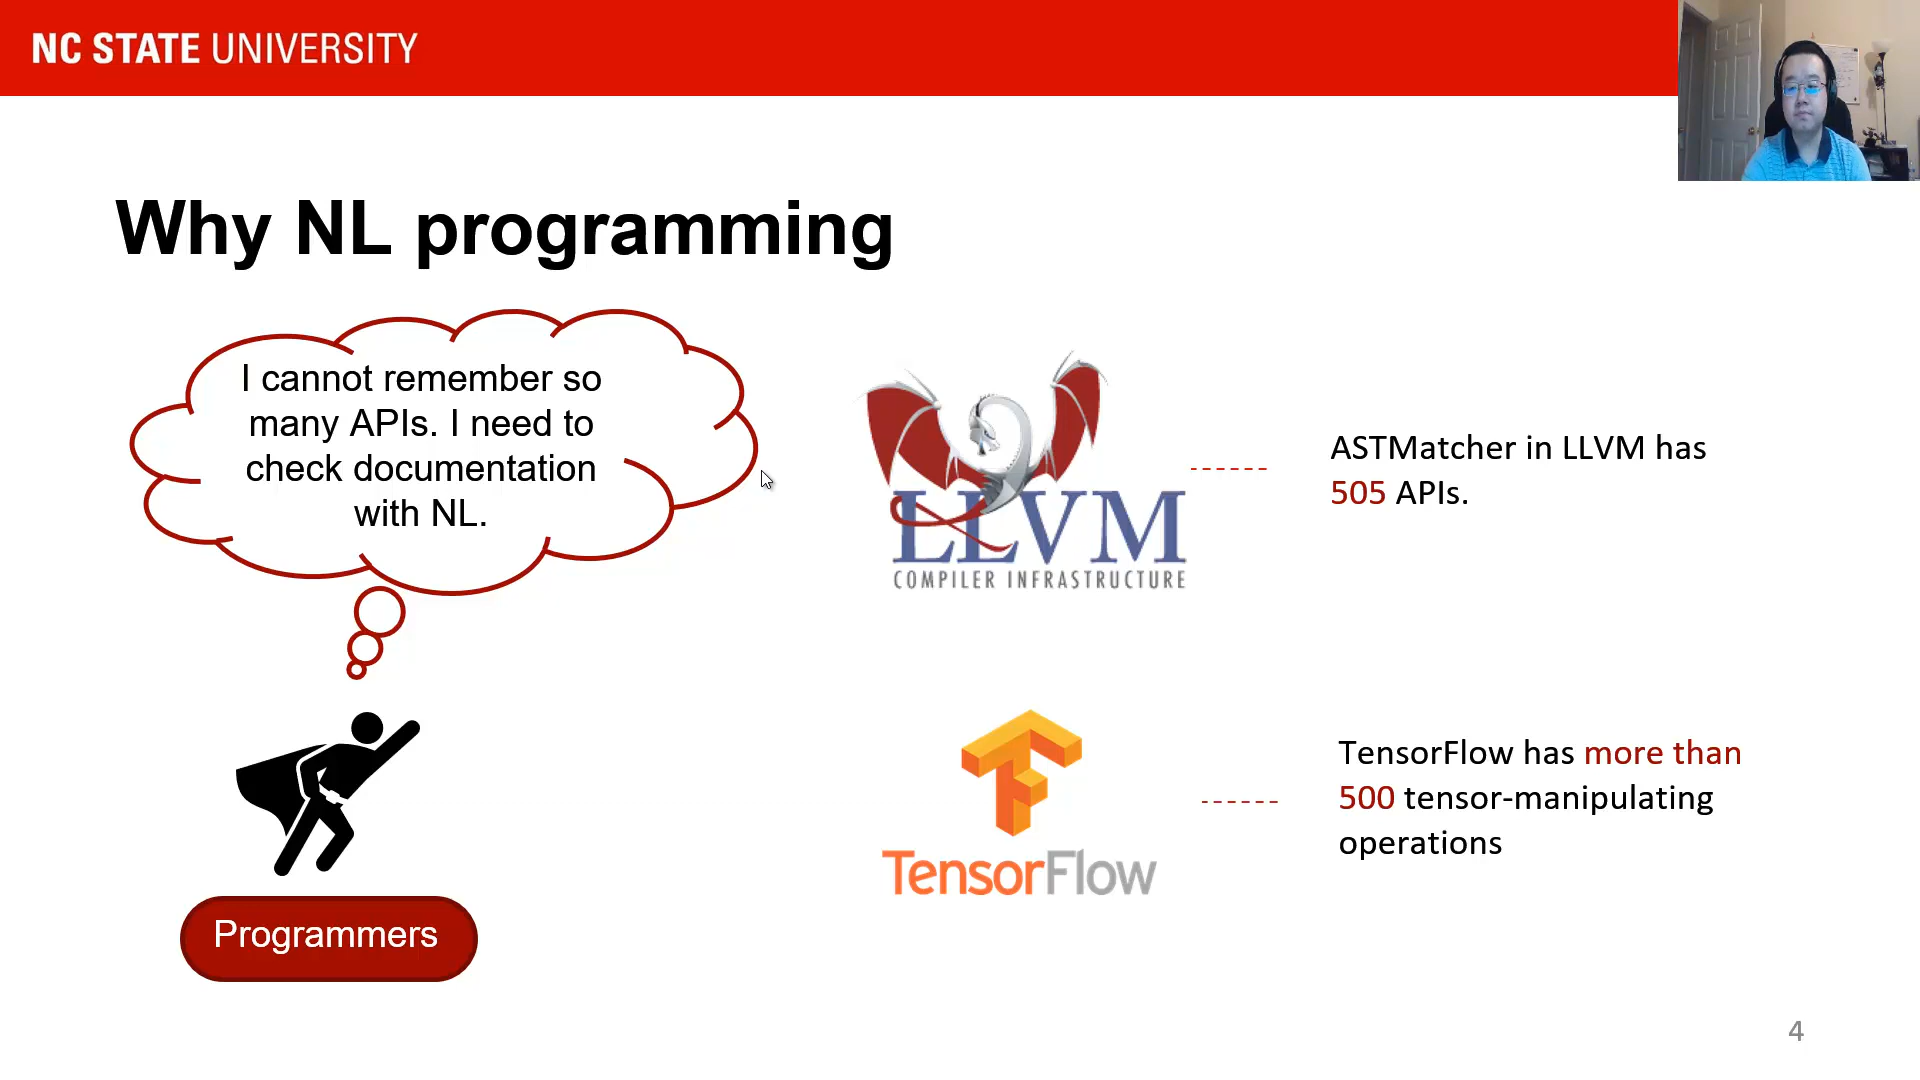 NC STATE UNIVERSITY
Why NL programming
I cannot remember so
many APIs. I need to
check documentation
with NL.
Programmers
LLVM
COMPILER INFRASTRUCTURE
ASTMatcher in LLVM has
505 APIs.
TensorFlow
TensorFlow has more than
500 tensor-manipulating
operations
4